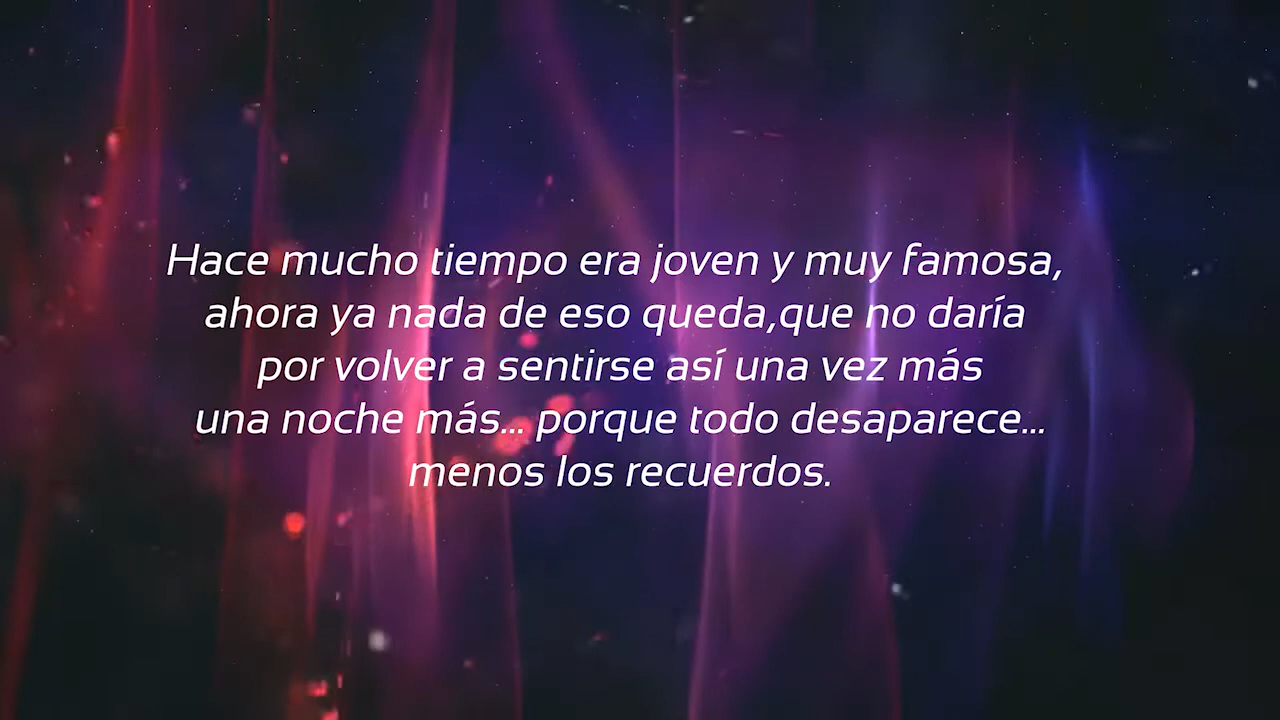 Hace mucho tiempo era joven y muy famosa,
ahora ya nada de eso queda,que no daría
por volver a sentirse así una vez más
una noche más... porque todo desaparece...
menos los recuerdos.